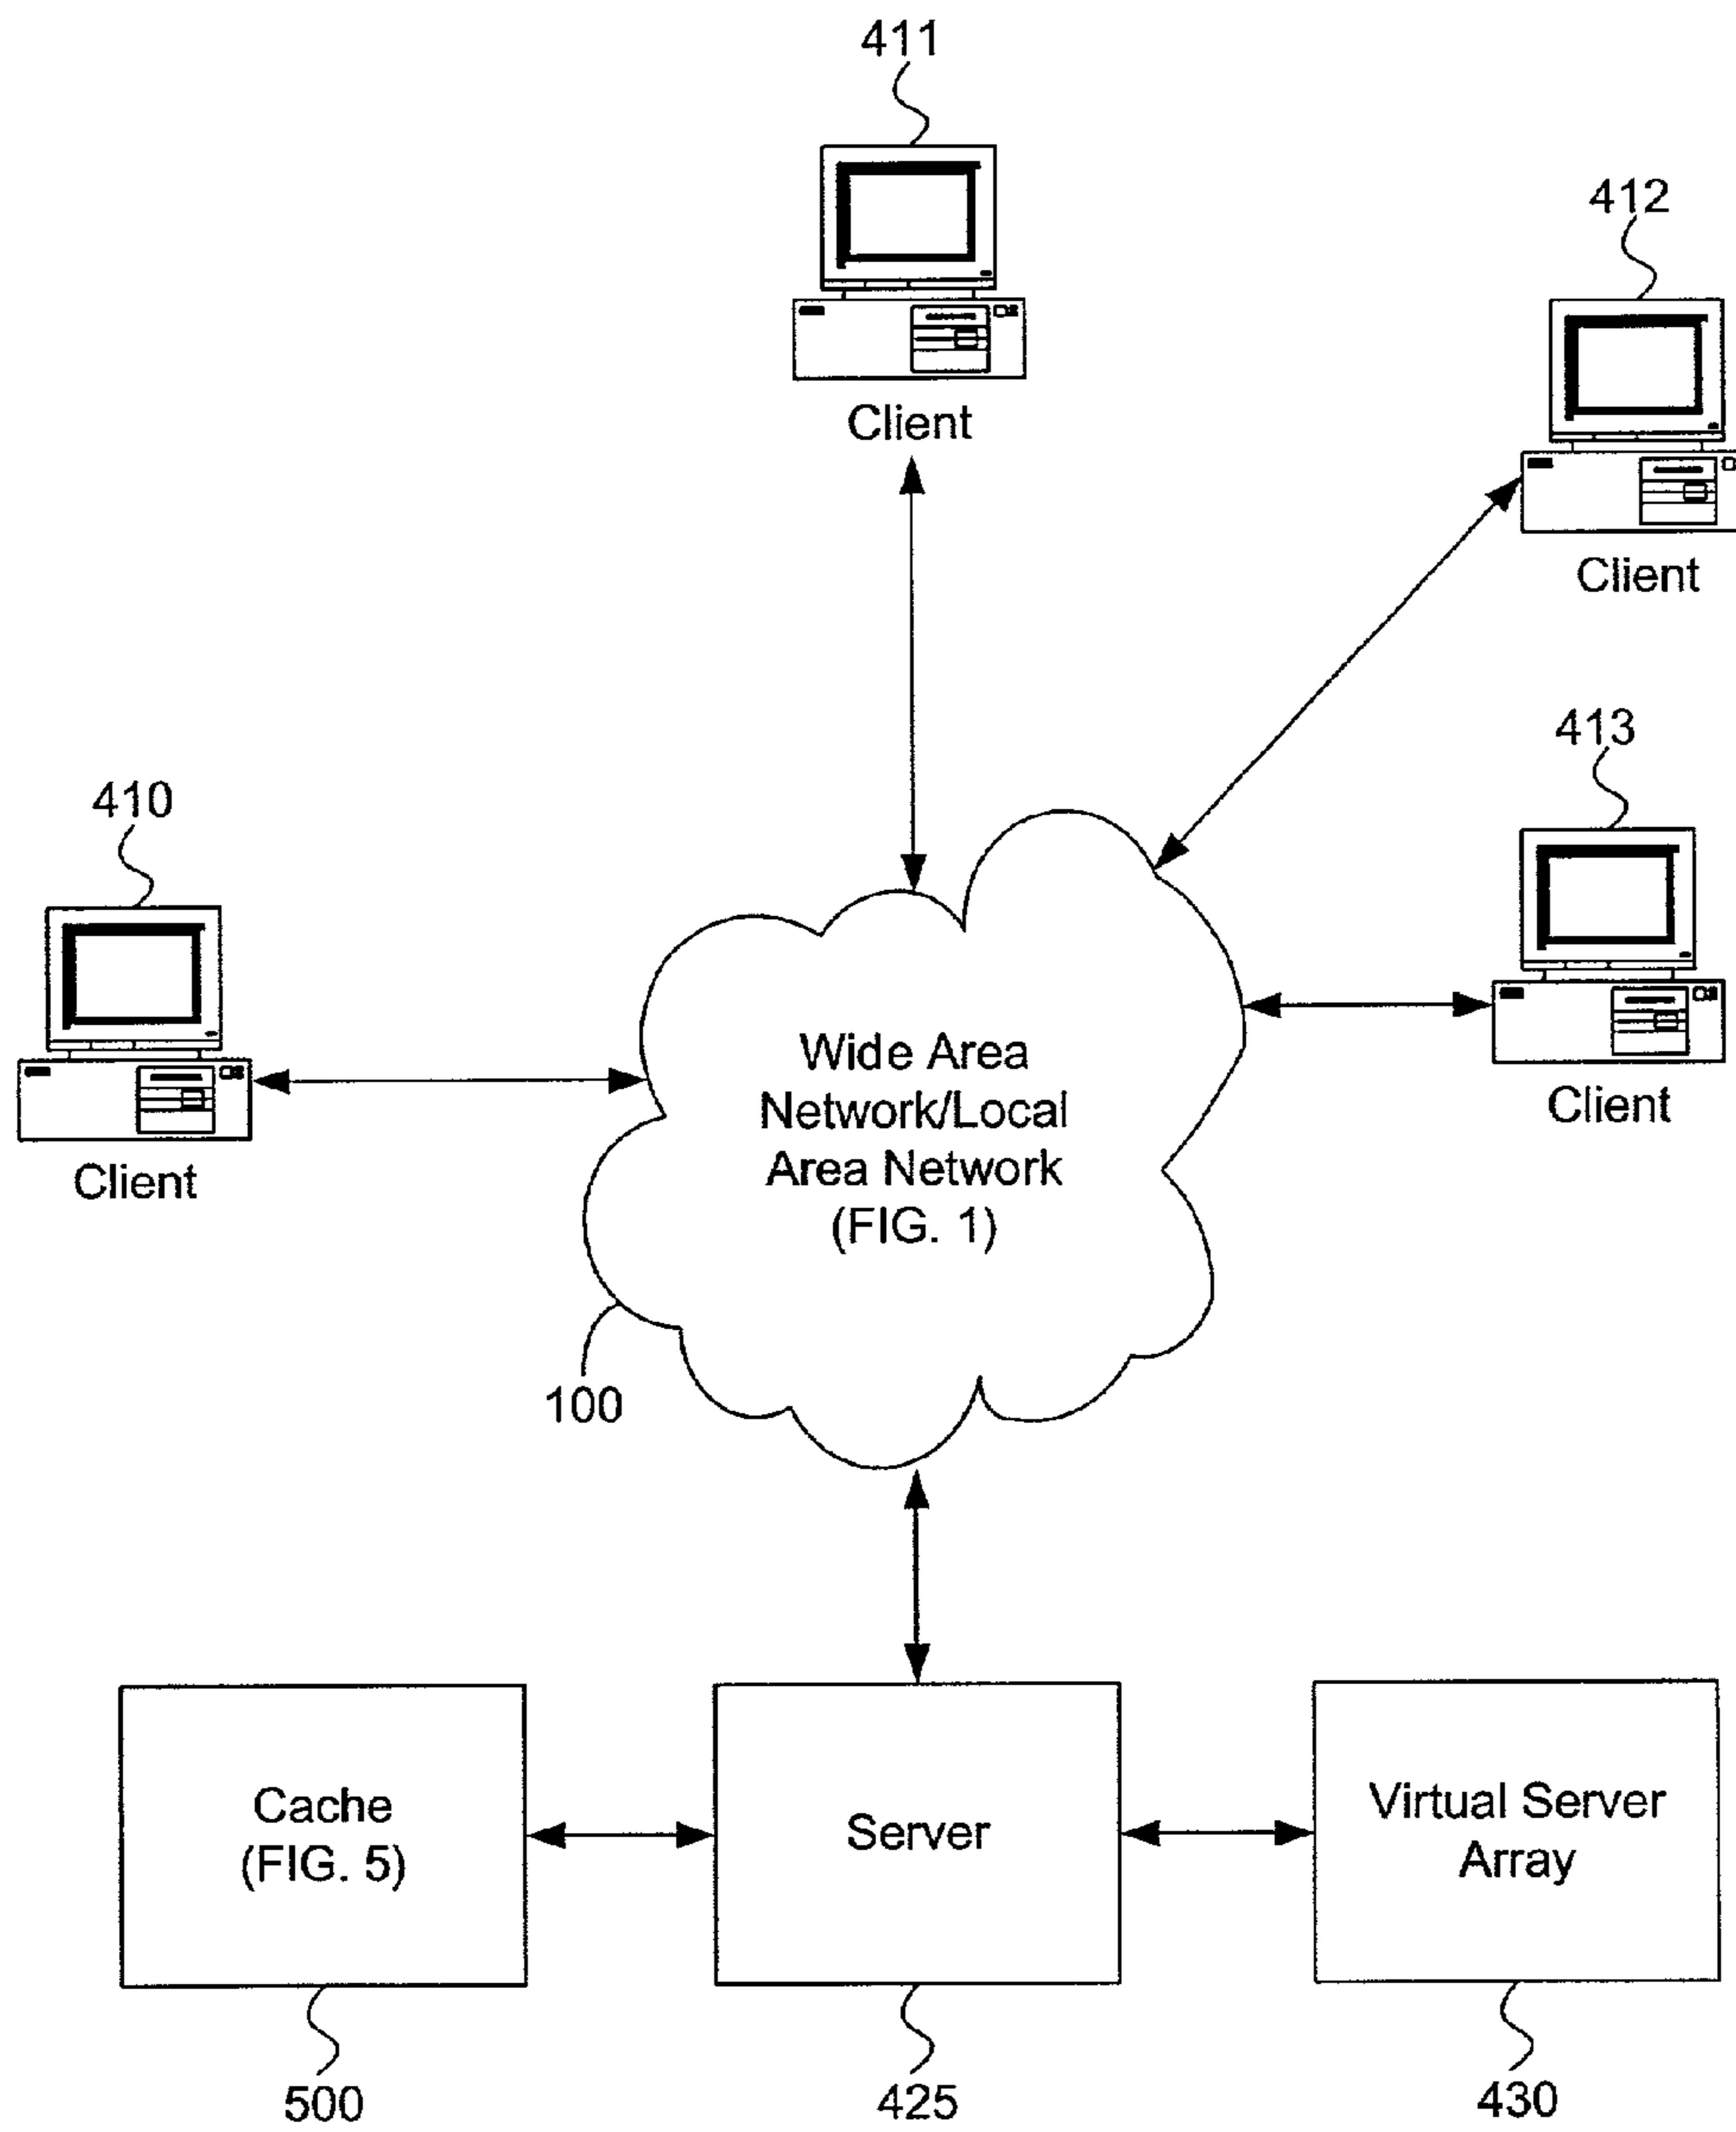 411
Client
412
Client
413
Client
410
Client
Wide Area
Network/Local
Area Network
(FIG. 1)
100
Cache
(FIG. 5)
500
Server
425
Virtual Server
Array
430